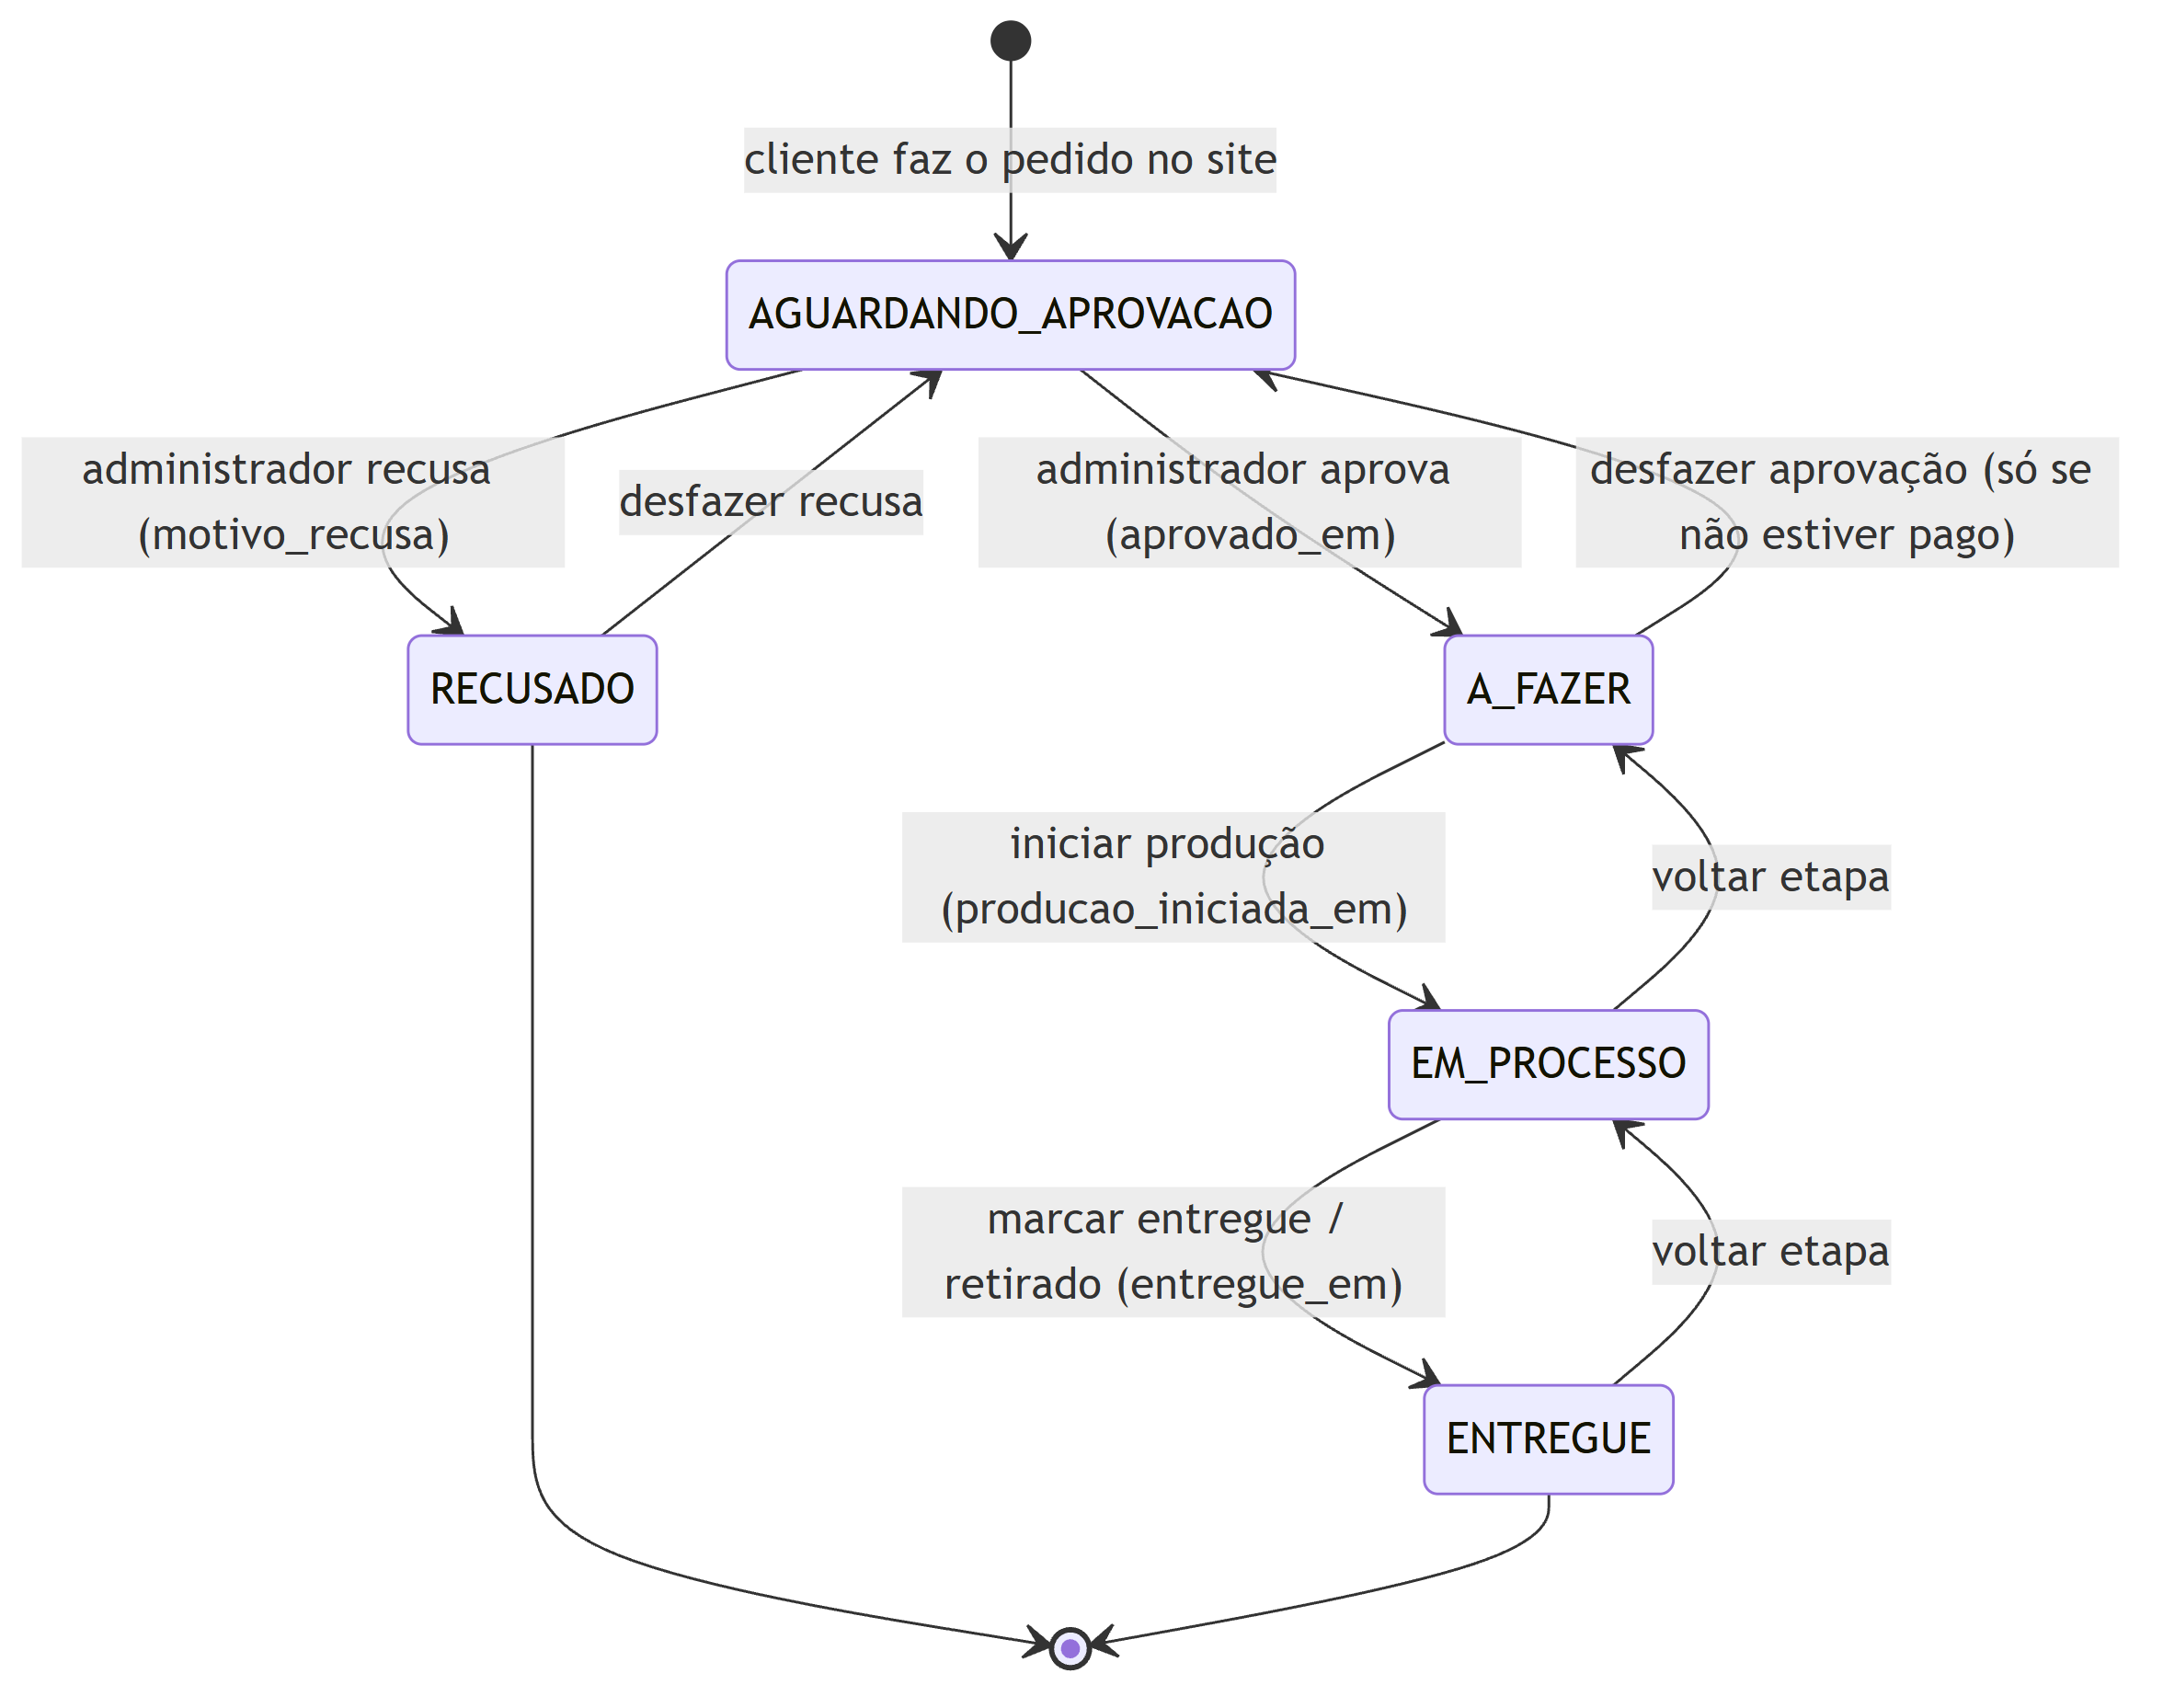 cliente faz o pedido no site
AGUARDANDO_APROVACAO
administrador recusa
(motivo_recusa)
desfazer recusa
administrador aprova
(aprovado_em)
desfazer aprovação (só se
não estiver pago)
RECUSADO
A_FAZER
iniciar produção
(producao_iniciada_em)
voltar etapa
EM_PROCESSO
marcar entregue /
retirado (entregue_em)
voltar etapa
ENTREGUE